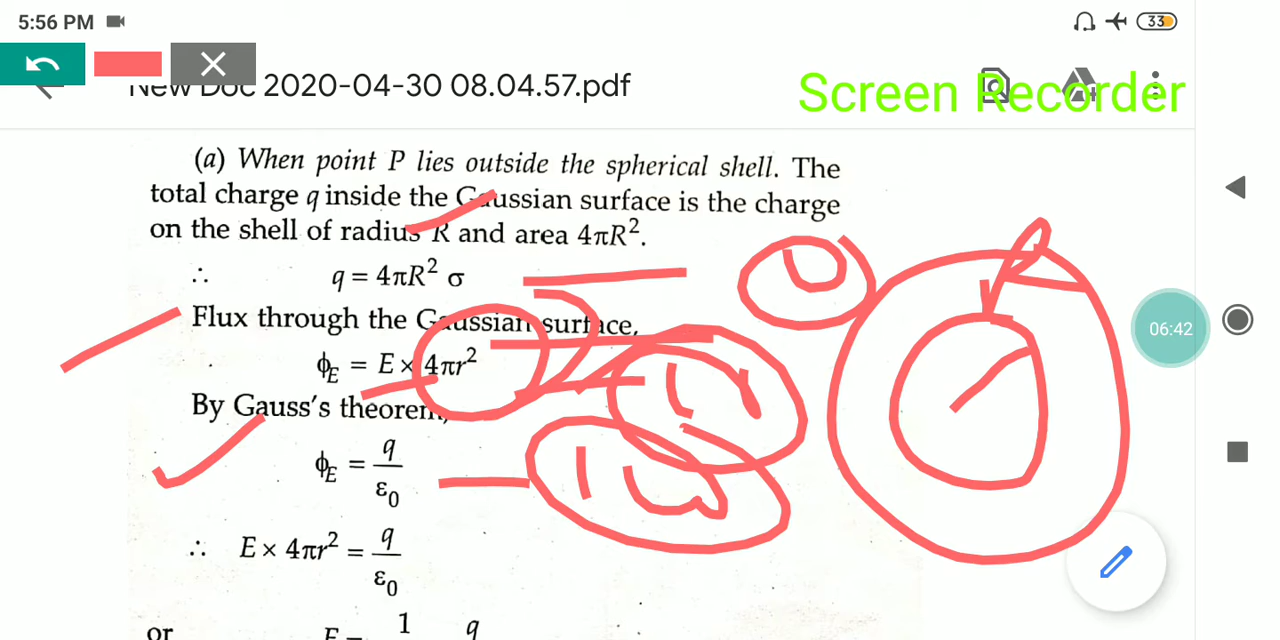 5:56 PM
33
New Doc 2020-04-30 08.04.57.pdf
Screen Recorder
(a) When point P lies outside the spherical shell. The
total charge q inside the Gaussian surface is the charge
on the shell of radius R and area 4πR².
∴ q = 4πR² σ
Flux through the Gaussian surface,
ϕE = E × 4πr²
06:42
By Gauss's theorem,
ϕE = q/ε0
∴ E × 4πr² = q/ε0
or E = 1 q